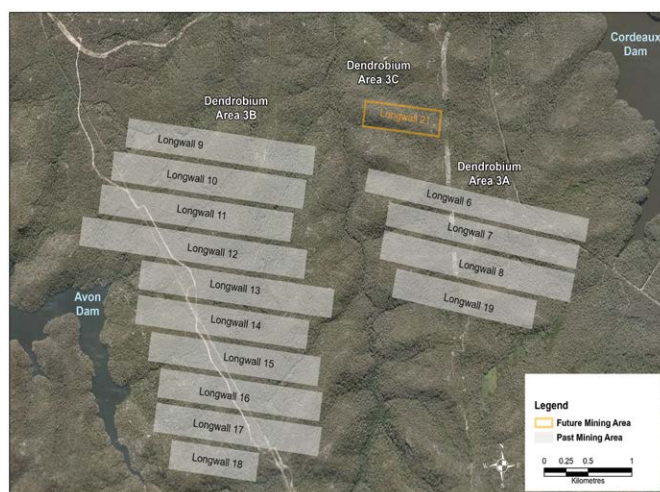 Cordeaux
Dam
Dendrobium
Area 3C
Dendrobium
Area 3B
Longwall 21
Longwall 9
Dendrobium
Area 3A
Longwall 10
Longwall 6
Longwall 11
Longwall 7
Longwall 12
Longwall 8
Longwall 13
Longwall 19
Avon
Dam
Longwall 14
Longwall 15
Longwall 16
Longwall 17
Longwall 18
Legend
Future Mining Area
Past Mining Area
0 0.25 0.5 1
Kilometres
N